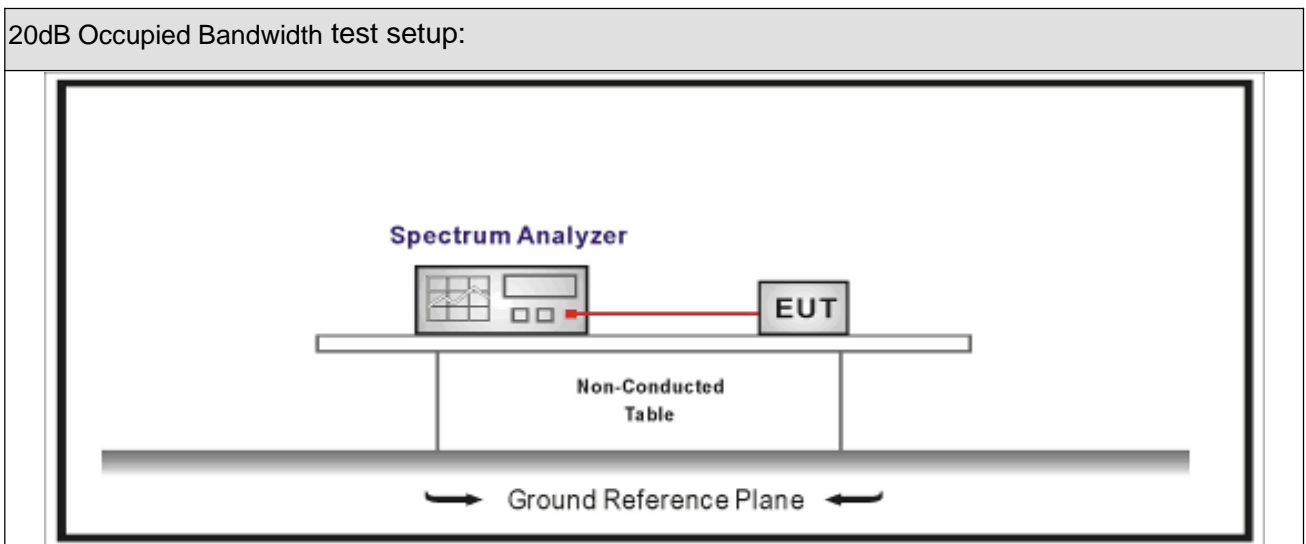 20dB Occupied Bandwidth test setup:
Spectrum Analyzer
EUT
Non-Conducted
Table
Ground Reference Plane